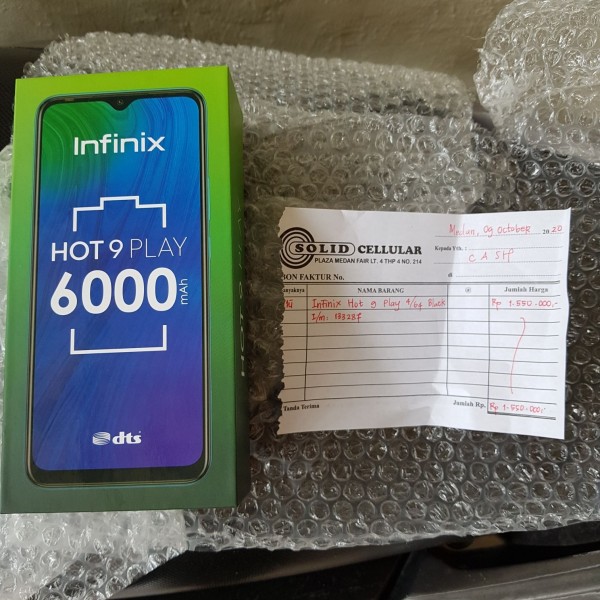 Infinix
HOT 9 PLAY
6000 mAh
dts
Medan, 09 October 2020
SOLID CELLULAR
PLAZA MEDAN FAIR LT. 4 THP 4 NO. 214
Kepada Yth. :
CASH
BON FAKTUR No.
di
anyaknya NAMA BARANG @ Jumlah Harga
Infinix Hot 9 Play 4/64 Black Rp 1.550.000,-
I/m:
Tanda Terima Jumlah Rp. Rp 1.550.000,-